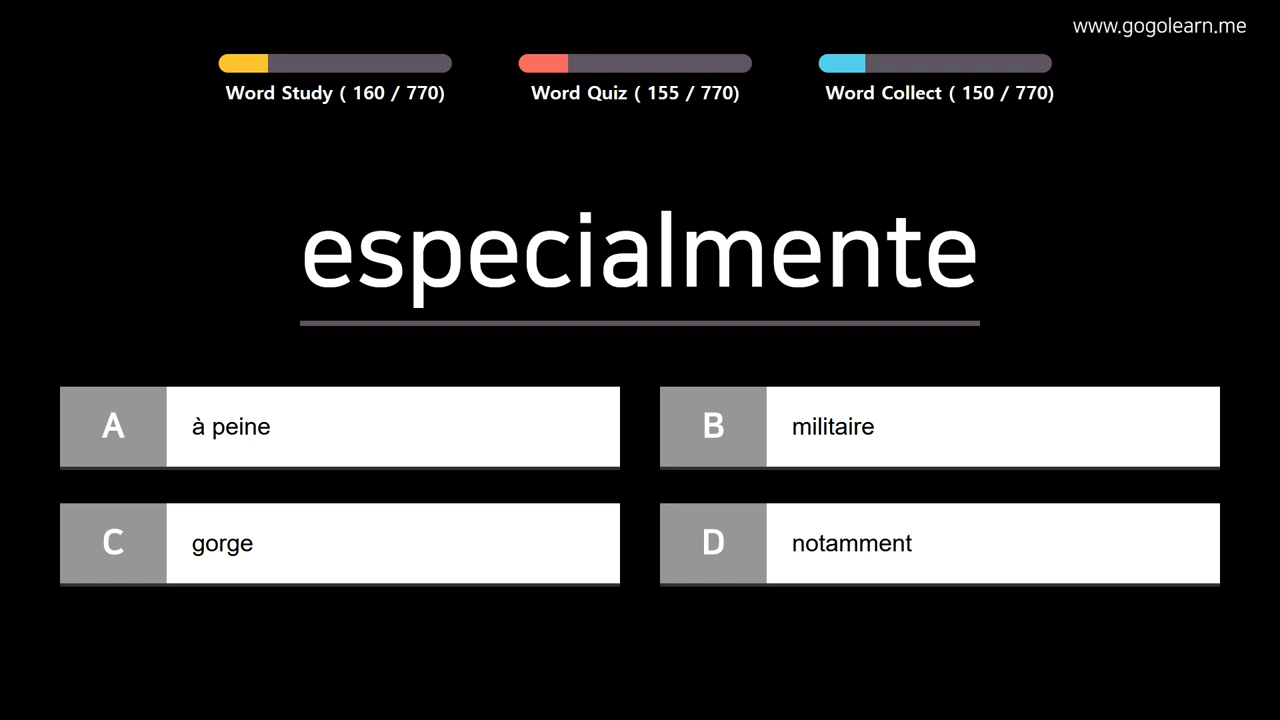 www.gogolearn.me
Word Study ( 160 / 770)
Word Quiz ( 155 / 770)
Word Collect ( 150 / 770)
especialmente
A
à peine
B
militaire
C
gorge
D
notamment